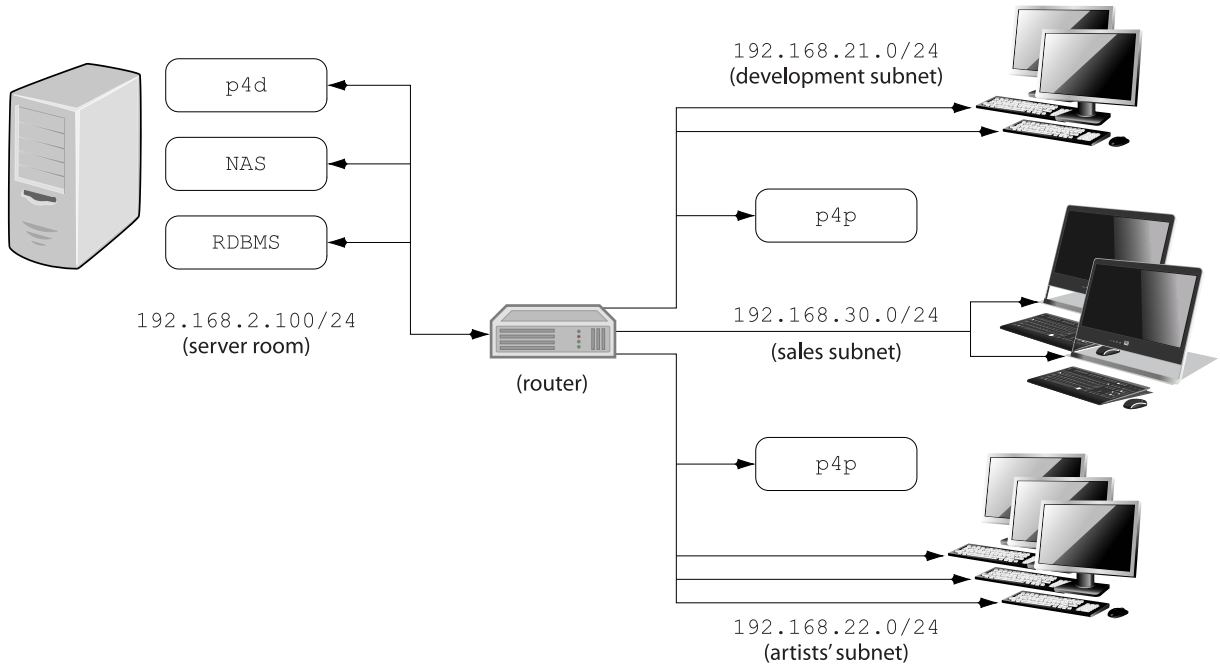 p4d
NAS
RDBMS
192.168.2.100/24
(server room)
(router)
192.168.21.0/24
(development subnet)
p4p
192.168.30.0/24
(sales subnet)
p4p
192.168.22.0/24
(artists' subnet)